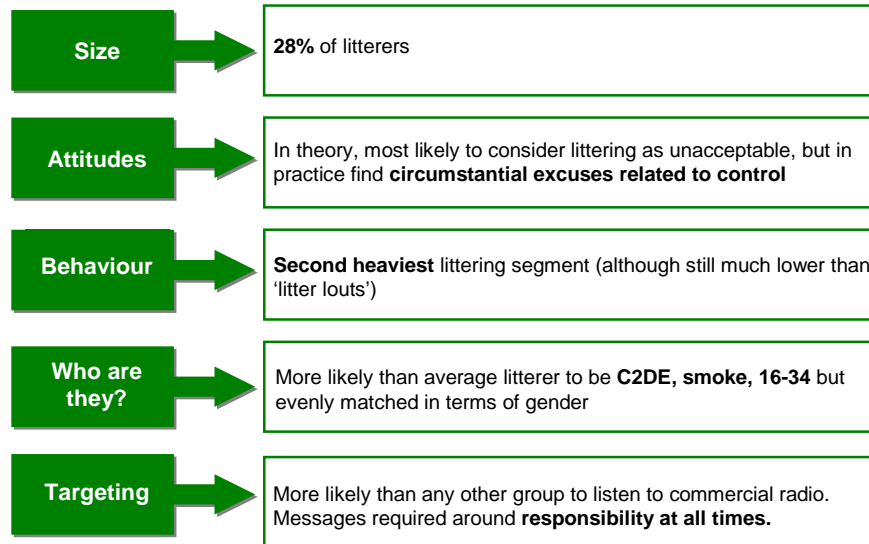 Size
28% of litterers
Attitudes
In theory, most likely to consider littering as unacceptable, but in
practice find circumstantial excuses related to control
Behaviour
Second heaviest littering segment (although still much lower than
‘litter louts’)
Who are
they?
More likely than average litterer to be C2DE, smoke, 16-34 but
evenly matched in terms of gender
Targeting
More likely than any other group to listen to commercial radio.
Messages required around responsibility at all times.